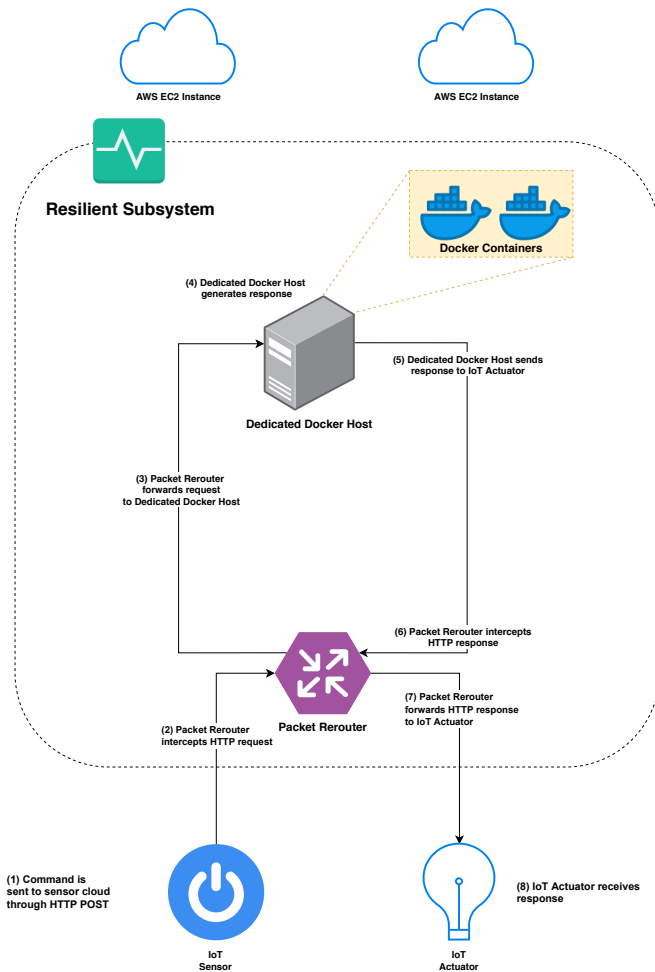 AWS EC2 Instance
AWS EC2 Instance
Resilient Subsystem
Docker Containers
(4) Dedicated Docker Host
generates response
(5) Dedicated Docker Host sends
response to IoT Actuator
Dedicated Docker Host
(3) Packet Rerouter
forwards request
to Dedicated Docker Host
(6) Packet Rerouter intercepts
HTTP response
Packet Rerouter
(2) Packet Rerouter
intercepts HTTP request
(7) Packet Rerouter
forwards HTTP response
to IoT Actuator
(1) Command is
sent to sensor cloud
through HTTP POST
(8) IoT Actuator receives
response
IoT
Sensor
IoT
Actuator